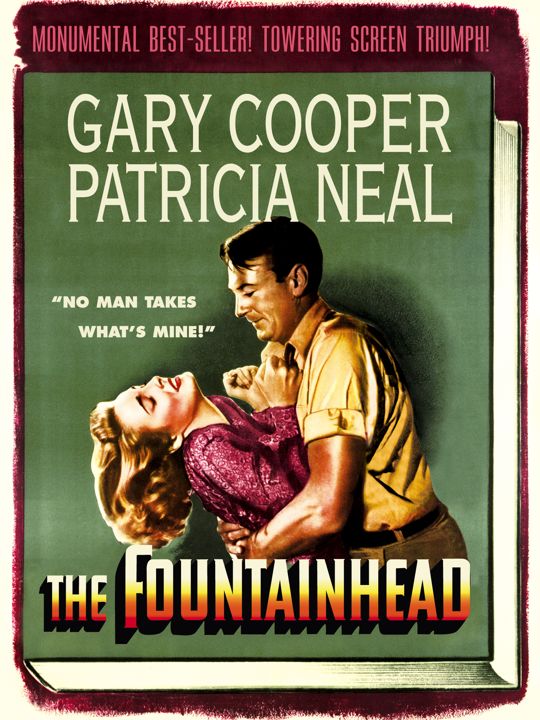 MONUMENTAL BEST-SELLER! TOWERING SCREEN TRIUMPH!
GARY COOPER
PATRICIA NEAL
"NO MAN TAKES
WHAT'S MINE!"
THE FOUNTAINHEAD